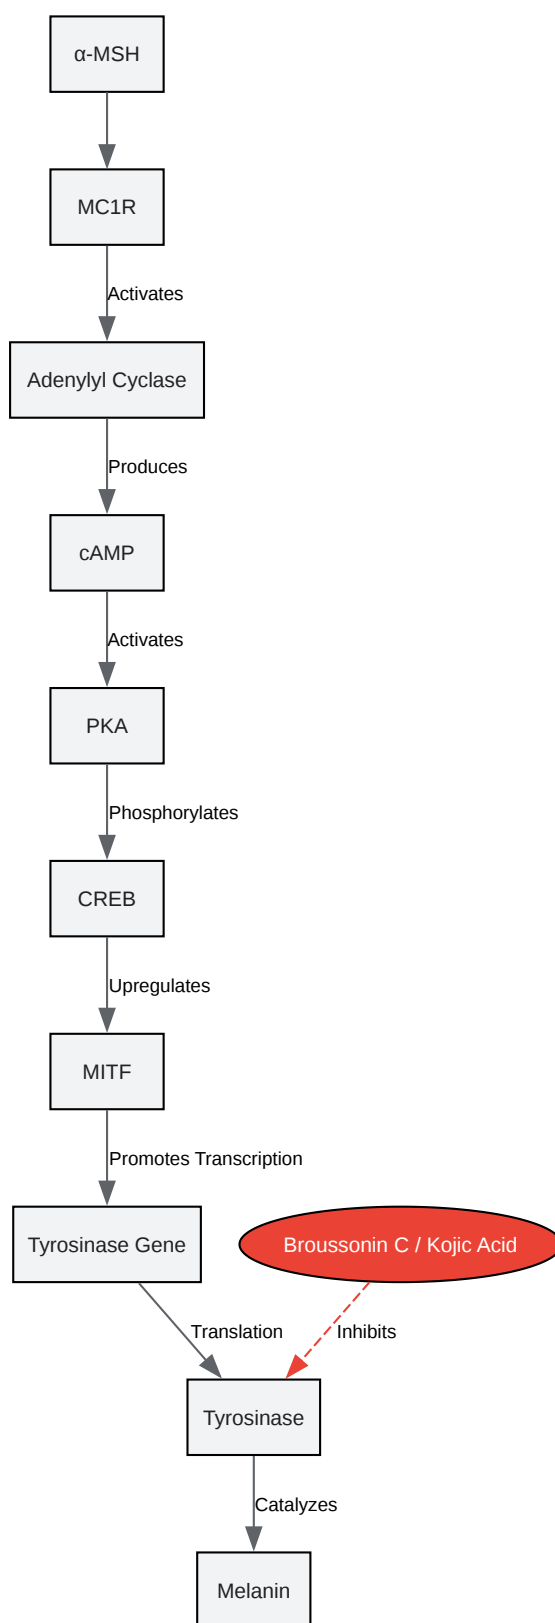 α-MSH
MC1R
Activates
Adenylyl Cyclase
Produces
cAMP
Activates
PKA
Phosphorylates
CREB
Upregulates
MITF
Promotes Transcription
Tyrosinase Gene
Broussonin C / Kojic Acid
Translation
Inhibits
Tyrosinase
Catalyzes
Melanin